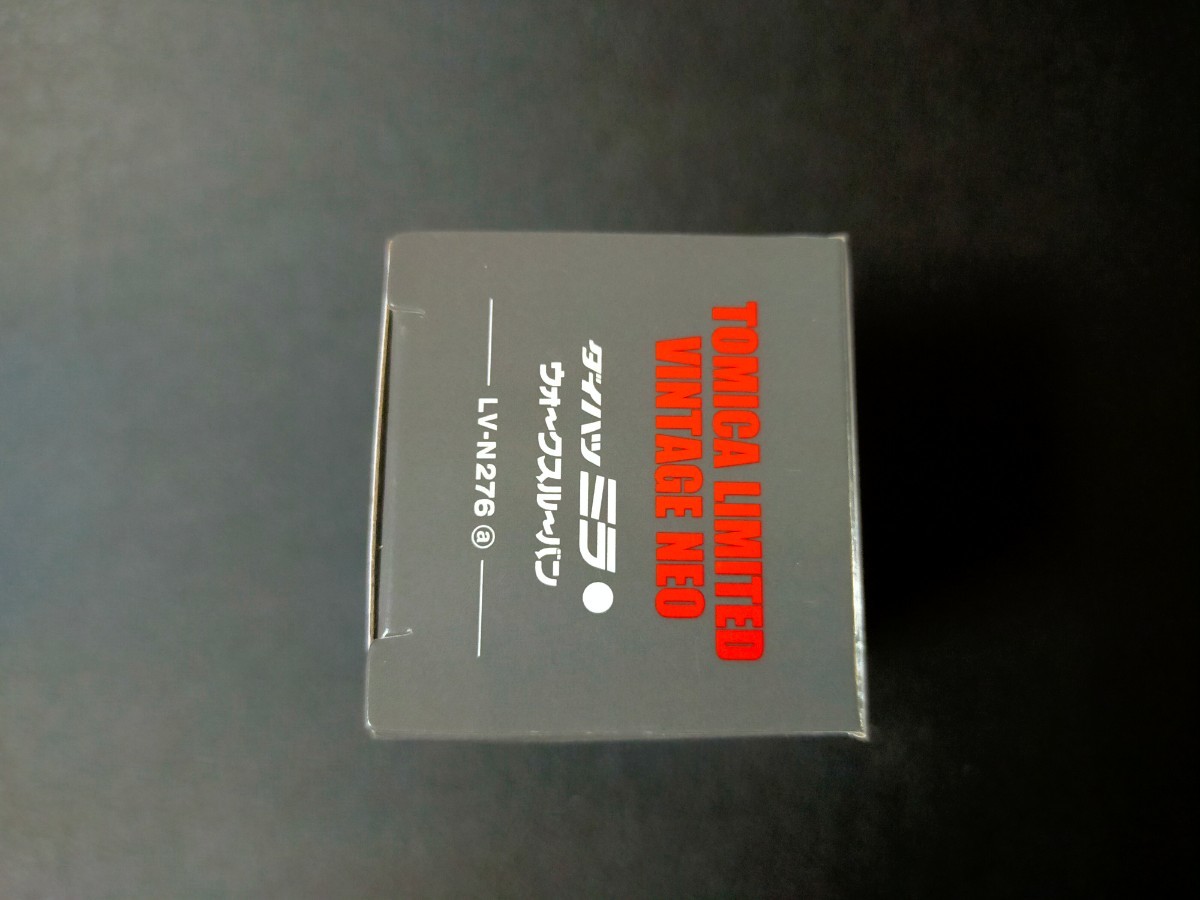 TOMICA LIMITED
VINTAGE NEO
ダイハツ ミラ●
ウォークスルーバン
LV-N276 ⓐ